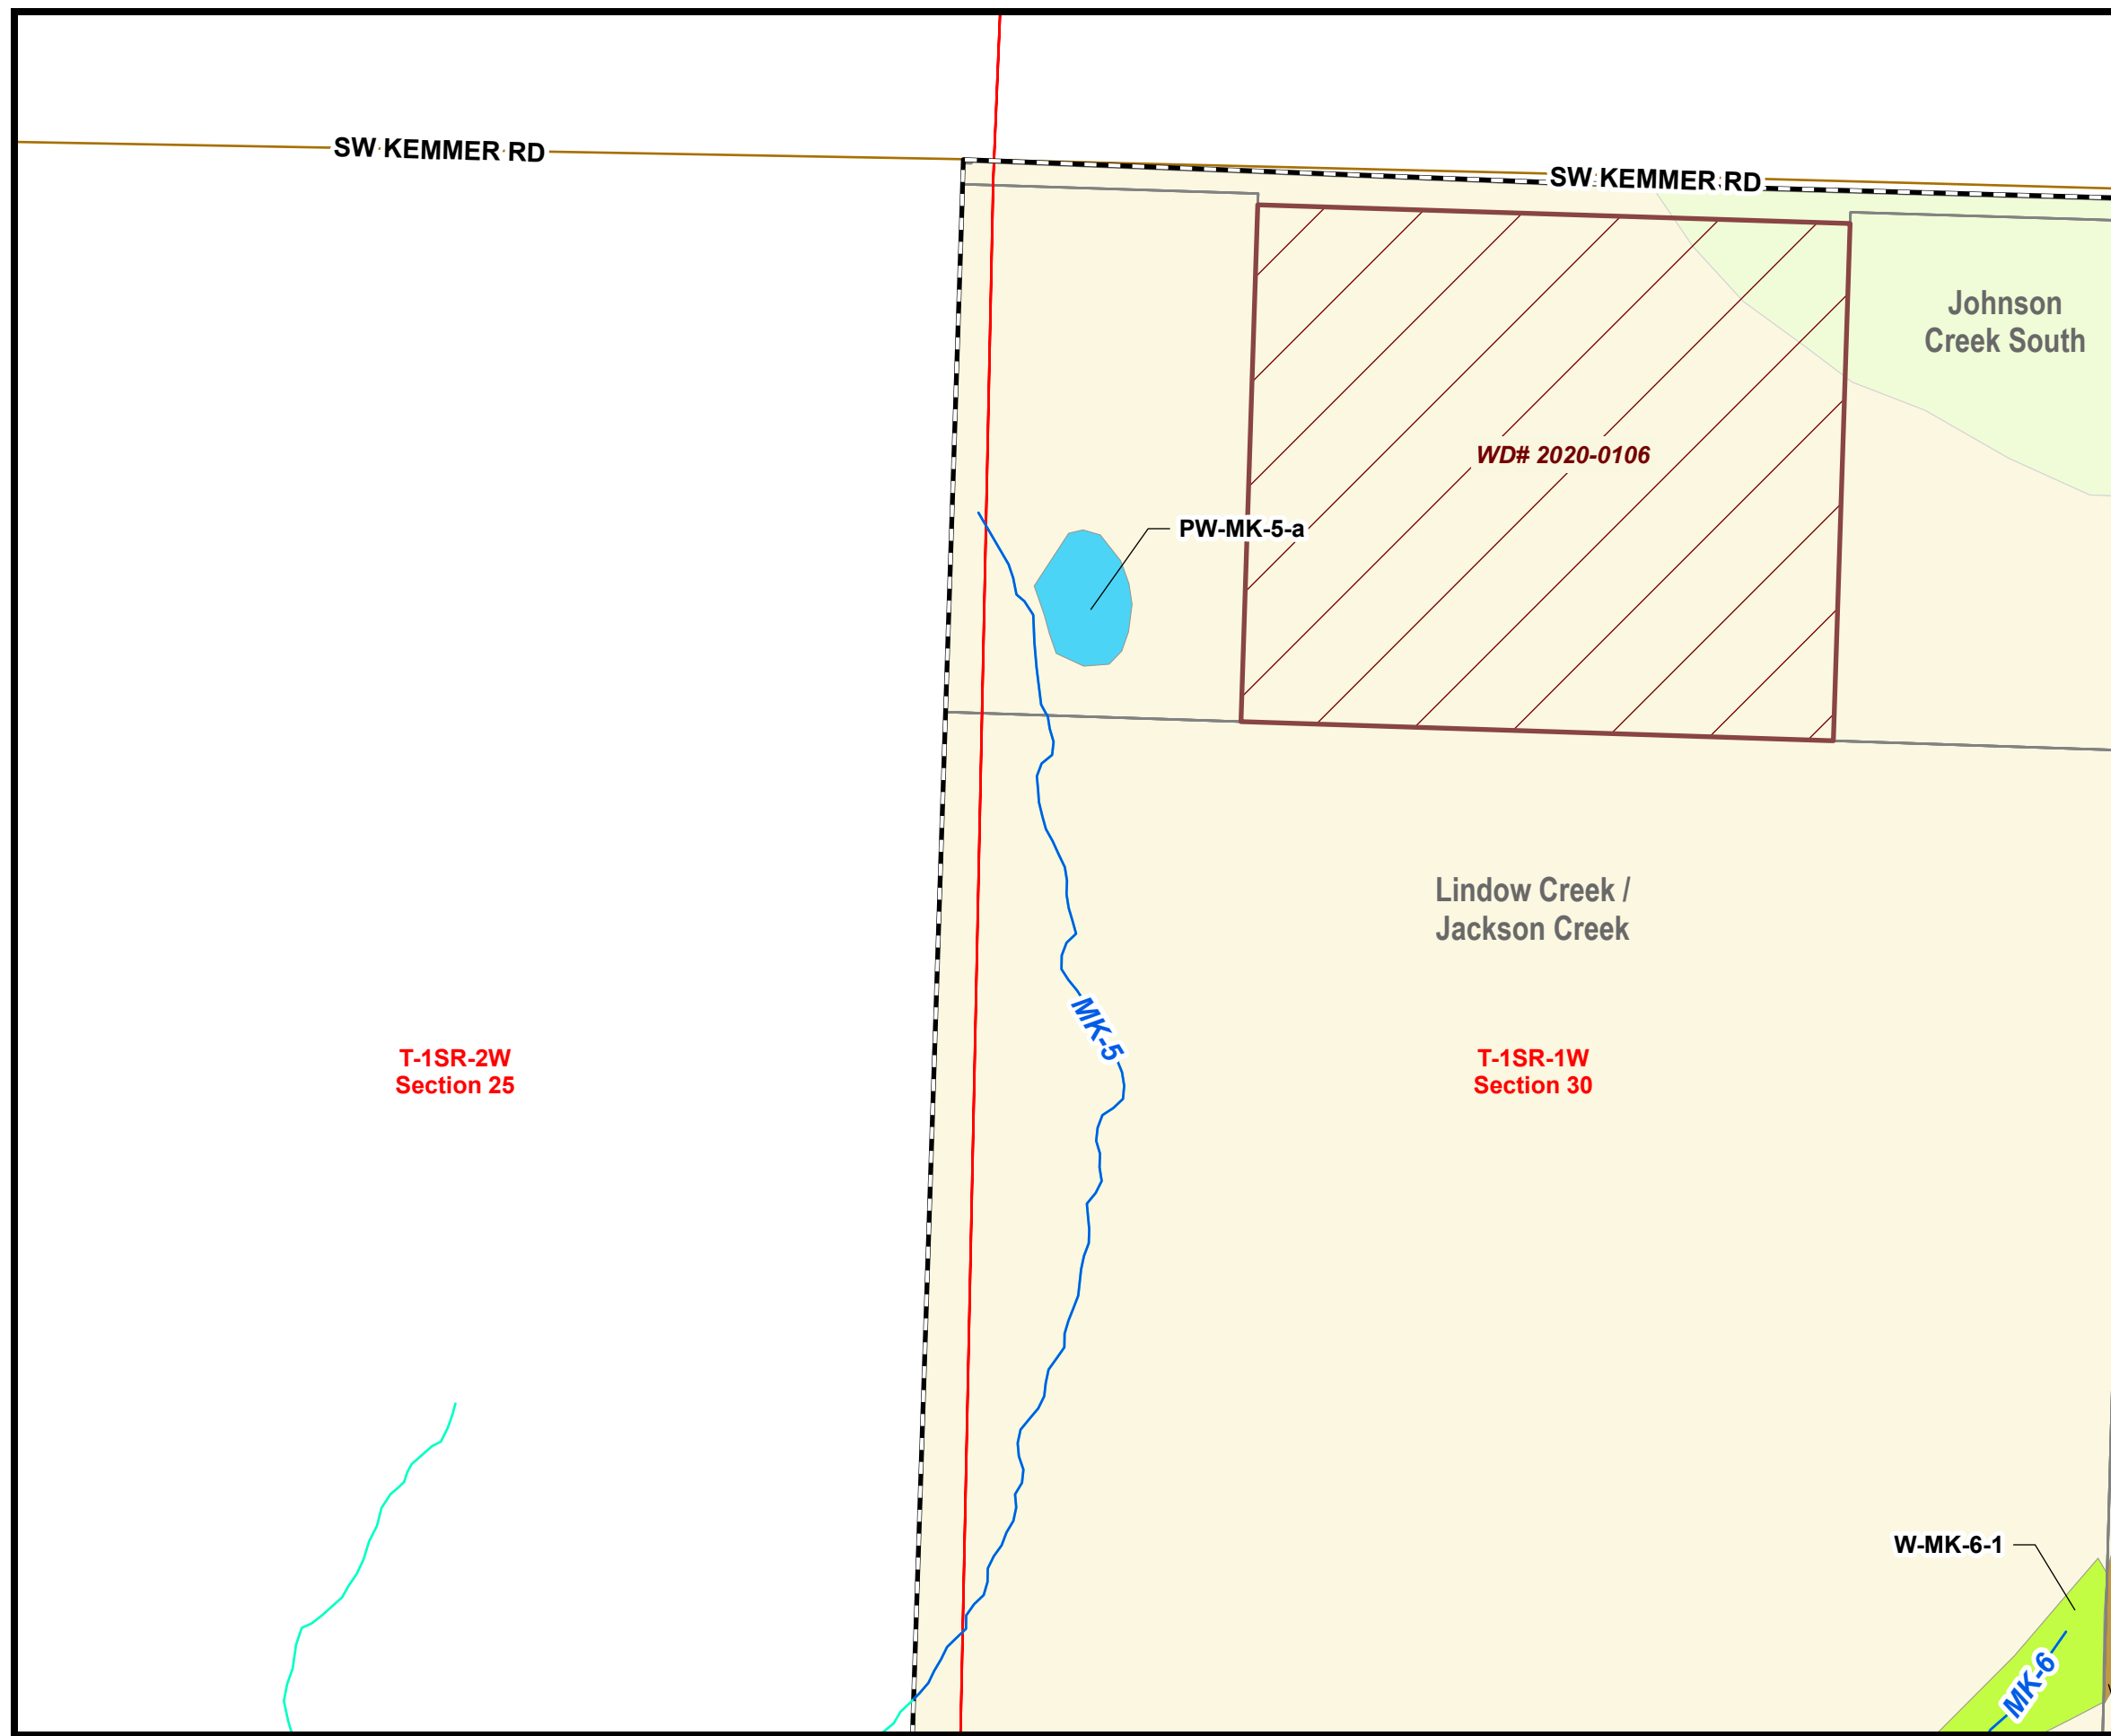 SW KEMMER RD
SW KEMMER RD
Johnson
Creek South
WD# 2020-0106
PW-MK-5-a
Lindow Creek /
Jackson Creek
MK-5
T-1SR-2W
Section 25
T-1SR-1W
Section 30
W-MK-6-1
MK-6